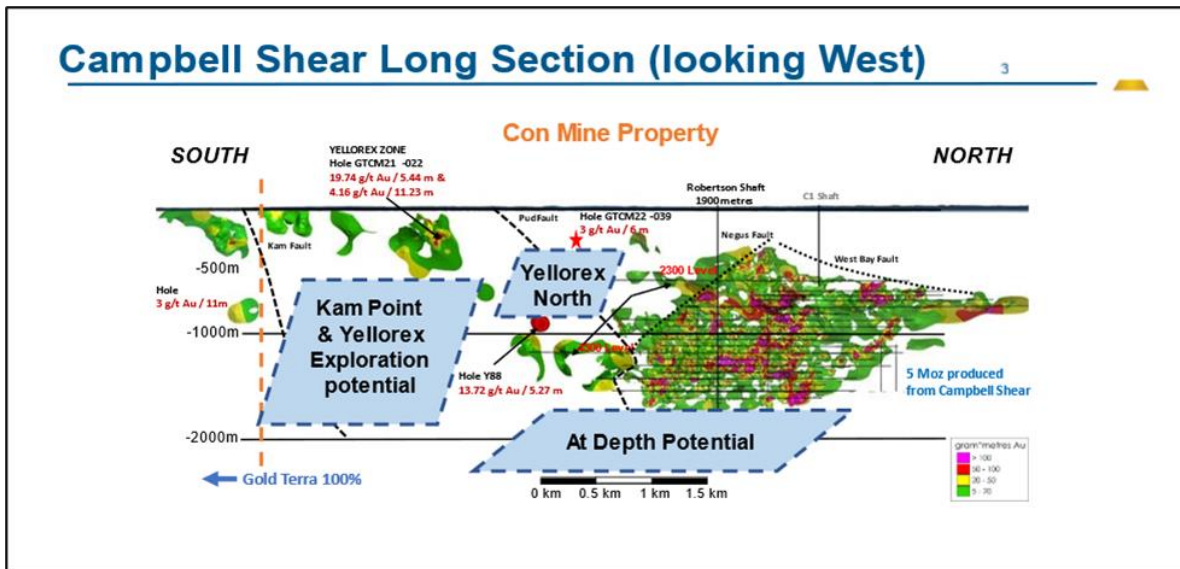 Campbell Shear Long Section (looking West)
3
Con Mine Property
SOUTH
NORTH
YELLOREX ZONE
Hole GTCM21 -022
19.74 g/t Au / 5.44 m &
4.16 g/t Au / 11.23 m
Robertson Shaft
1900 metres
C1 Shaft
Kam Fault
Pud Fault
Hole GTCM22 -039
3 g/t Au / 6 m
Negus Fault
West Bay Fault
-500m
Yellorex
North
2300 Level
Hole
3 g/t Au / 11m
Kam Point
& Yellorex
Exploration
potential
-1000m
Hole Y88
13.72 g/t Au / 5.27 m
5 Moz produced
from Campbell Shear
-2000m
At Depth Potential
Gold Terra 100%
0 km 0.5 km 1 km 1.5 km
gram*metres Au
> 100
50 - 100
20 - 50